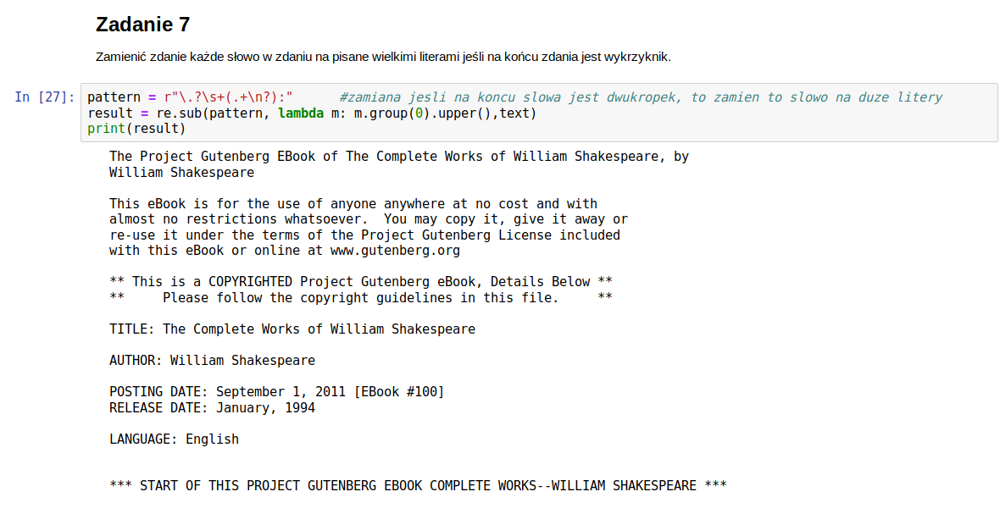 Zadanie 7
Zamienić zdanie każde słowo w zdaniu na pisane wielkimi literami jeśli na końcu zdania jest wykrzyknik.
In [27]: pattern = r"\.?\s+(.+\n?):"      #zamiana jesli na koncu slowa jest dwukropek, to zamien to slowo na duze litery
result = re.sub(pattern, lambda m: m.group(0).upper(),text)
print(result)
The Project Gutenberg EBook of The Complete Works of William Shakespeare, by
William Shakespeare
This eBook is for the use of anyone anywhere at no cost and with
almost no restrictions whatsoever.  You may copy it, give it away or
re-use it under the terms of the Project Gutenberg License included
with this eBook or online at www.gutenberg.org
** This is a COPYRIGHTED Project Gutenberg eBook, Details Below **
**     Please follow the copyright guidelines in this file.     **
TITLE: The Complete Works of William Shakespeare
AUTHOR: William Shakespeare
POSTING DATE: September 1, 2011 [EBook #100]
RELEASE DATE: January, 1994
LANGUAGE: English
*** START OF THIS PROJECT GUTENBERG EBOOK COMPLETE WORKS--WILLIAM SHAKESPEARE ***